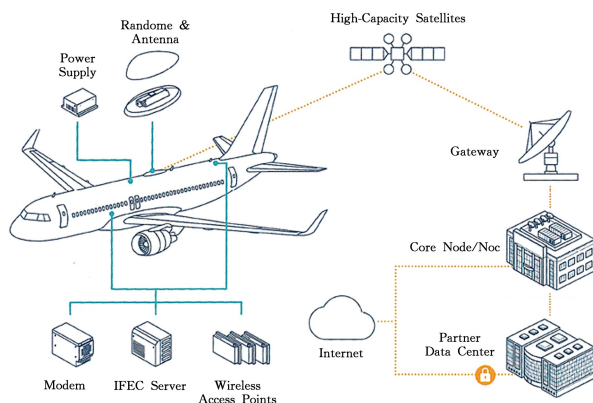 Randome &
Antenna
High-Capacity Satellites
Power
Supply
Gateway
Core Node/Noc
Internet
Partner
Data Center
Modem
IFEC Server
Wireless
Access Points